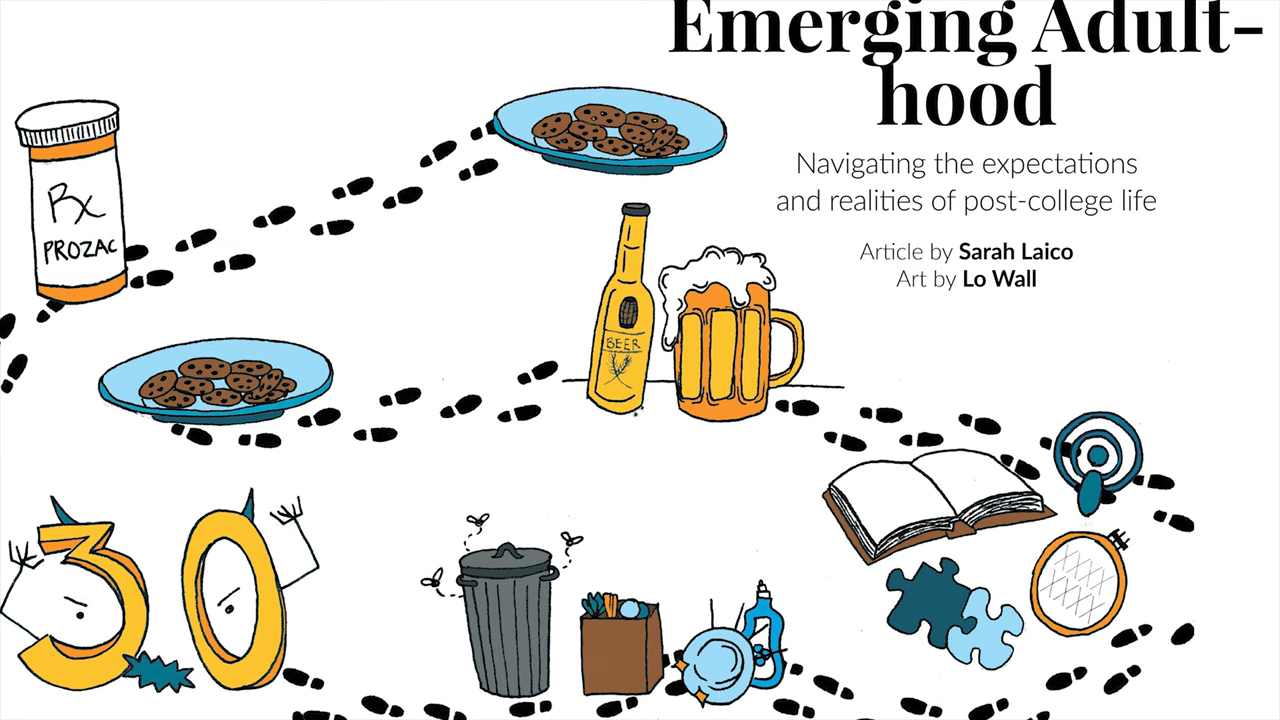 Emerging Adult-
hood
Navigating the expectations
and realities of post-college life
Article by Sarah Laico
Art by Lo Wall
Rx
PROZAC
BEER
30